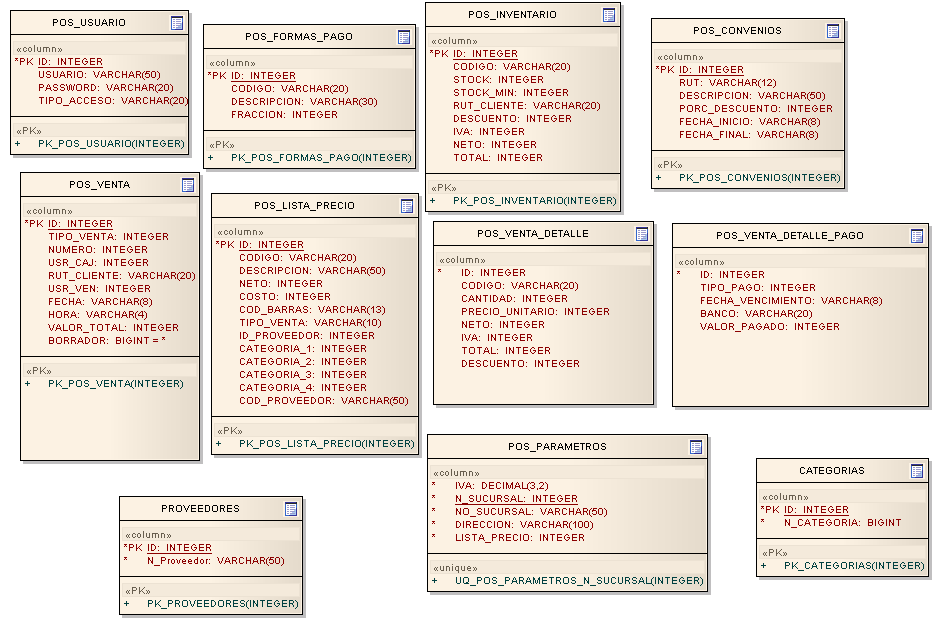 POS_USUARIO
«column»
*PK ID: INTEGER
USUARIO: VARCHAR(50)
PASSWORD: VARCHAR(20)
TIPO_ACCESO: VARCHAR(20)
«PK»
+ PK_POS_USUARIO(INTEGER)
POS_FORMAS_PAGO
«column»
*PK ID: INTEGER
CODIGO: VARCHAR(20)
DESCRIPCION: VARCHAR(30)
FRACCION: INTEGER
«PK»
+ PK_POS_FORMAS_PAGO(INTEGER)
POS_INVENTARIO
«column»
*PK ID: INTEGER
CODIGO: VARCHAR(20)
STOCK: INTEGER
STOCK_MIN: INTEGER
RUT_CLIENTE: VARCHAR(20)
DESCUENTO: INTEGER
IVA: INTEGER
NETO: INTEGER
TOTAL: INTEGER
«PK»
+ PK_POS_INVENTARIO(INTEGER)
POS_CONVENIOS
«column»
*PK ID: INTEGER
RUT: VARCHAR(12)
DESCRIPCION: VARCHAR(50)
PORC_DESCUENTO: INTEGER
FECHA_INICIO: VARCHAR(8)
FECHA_FINAL: VARCHAR(8)
«PK»
+ PK_POS_CONVENIOS(INTEGER)
POS_VENTA
«column»
*PK ID: INTEGER
TIPO_VENTA: INTEGER
NUMERO: INTEGER
USR_CAJ: INTEGER
RUT_CLIENTE: VARCHAR(20)
USR_VEN: INTEGER
FECHA: VARCHAR(8)
HORA: VARCHAR(4)
VALOR_TOTAL: INTEGER
BORRADOR: BIGINT = *
«PK»
+ PK_POS_VENTA(INTEGER)
POS_LISTA_PRECIO
«column»
*PK ID: INTEGER
CODIGO: VARCHAR(20)
DESCRIPCION: VARCHAR(50)
NETO: INTEGER
COSTO: INTEGER
COD_BARRAS: VARCHAR(13)
TIPO_VENTA: VARCHAR(10)
ID_PROVEEDOR: INTEGER
CATEGORIA_1: INTEGER
CATEGORIA_2: INTEGER
CATEGORIA_3: INTEGER
CATEGORIA_4: INTEGER
COD_PROVEEDOR: VARCHAR(50)
«PK»
+ PK_POS_LISTA_PRECIO(INTEGER)
POS_VENTA_DETALLE
«column»
* ID: INTEGER
CODIGO: VARCHAR(20)
CANTIDAD: INTEGER
PRECIO_UNITARIO: INTEGER
NETO: INTEGER
IVA: INTEGER
TOTAL: INTEGER
DESCUENTO: INTEGER
POS_VENTA_DETALLE_PAGO
«column»
* ID: INTEGER
TIPO_PAGO: INTEGER
FECHA_VENCIMIENTO: VARCHAR(8)
BANCO: VARCHAR(20)
VALOR_PAGADO: INTEGER
POS_PARAMETROS
«column»
* IVA: DECIMAL(3,2)
* N_SUCURSAL: INTEGER
* NO_SUCURSAL: VARCHAR(50)
* DIRECCION: VARCHAR(100)
* LISTA_PRECIO: INTEGER
«unique»
+ UQ_POS_PARAMETROS_N_SUCURSAL(INTEGER)
CATEGORIAS
«column»
*PK ID: INTEGER
* N_CATEGORIA: BIGINT
«PK»
+ PK_CATEGORIAS(INTEGER)
PROVEEDORES
«column»
*PK ID: INTEGER
* N_Proveedor: VARCHAR(50)
«PK»
+ PK_PROVEEDORES(INTEGER)